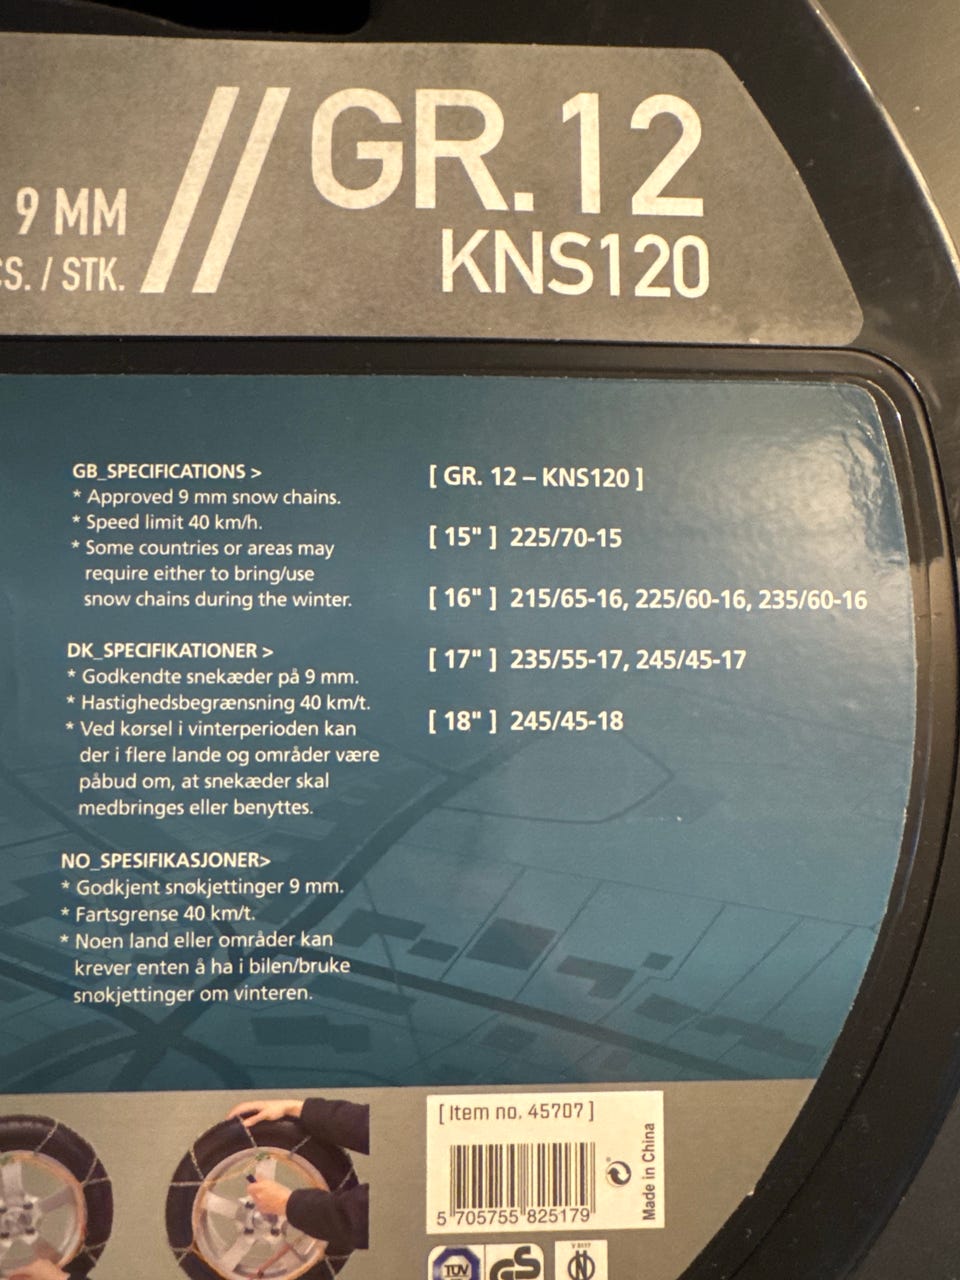 9 MM
STK.
GR.12
KNS120
GB_SPECIFICATIONS >
* Approved 9 mm snow chains.
* Speed limit 40 km/h.
* Some countries or areas may
require either to bring/use
snow chains during the winter.
DK_SPECIFIKATIONER >
* Godkendte snekæder på 9 mm.
* Hastighedsbegrænsning 40 km/t.
* Ved kørsel i vinterperioden kan
der i flere lande og områder være
påbud om, at snekæder skal
medbringes eller benyttes.
NO_SPESIFIKASJONER>
* Godkjent snøkjettinger 9 mm.
* Fartsgrense 40 km/t.
* Noen land eller områder kan
krever enten å ha i bilen/bruke
snøkjettinger om vinteren.
[ GR. 12 – KNS120 ]
[ 15" ] 225/70-15
[ 16" ] 215/65-16, 225/60-16, 235/60-16
[ 17" ] 235/55-17, 245/45-17
[ 18" ] 245/45-18
[ Item no. 45707 ]
5 705755 825179
Made in China
TÜV
GS
V 5117
N